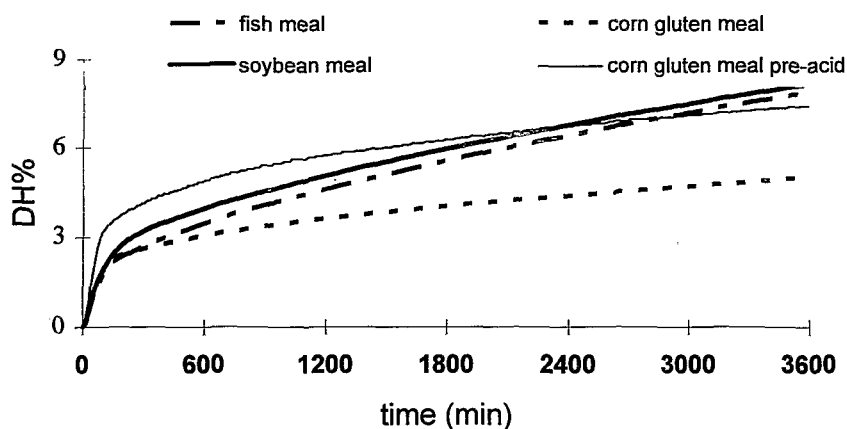 fish meal corn gluten meal
9
soybean meal corn gluten meal pre-acid
6
DH%
3
0
0 600 1200 1800 2400 3000 3600
time (min)